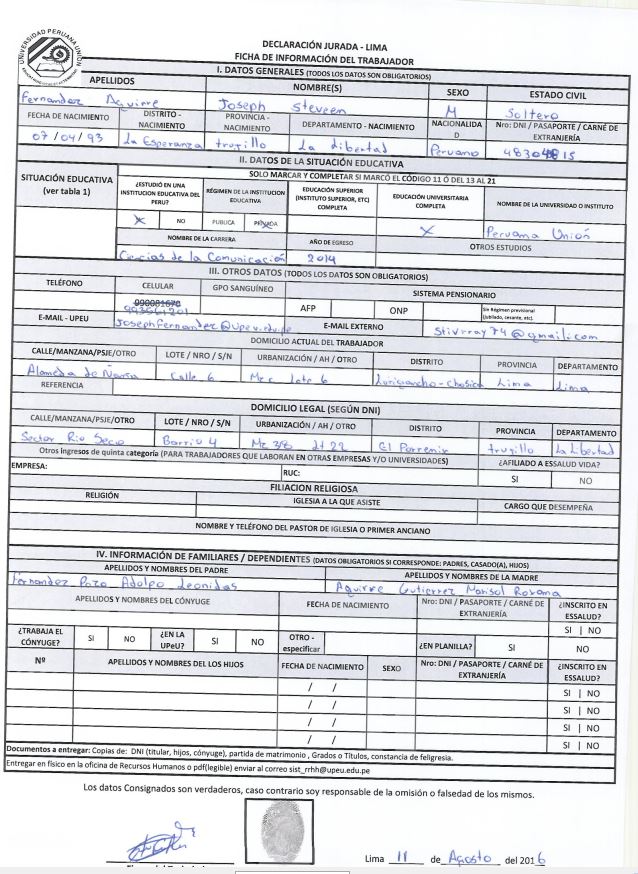 UNIVERSIDAD PERUANA UNION
DECLARACIÓN JURADA - LIMA
FICHA DE INFORMACIÓN DEL TRABAJADOR
I. DATOS GENERALES (TODOS LOS DATOS SON OBLIGATORIOS)
APELLIDOS NOMBRE(S) SEXO ESTADO CIVIL
Fernandez Aguirre Joseph Steveen M Soltero
FECHA DE NACIMIENTO DISTRITO - NACIMIENTO PROVINCIA - NACIMIENTO DEPARTAMENTO - NACIMIENTO NACIONALIDAD Nro: DNI / PASAPORTE / CARNÉ DE EXTRANJERÍA
07/04/93 La Esperanza trujillo La Libertad Peruano
II. DATOS DE LA SITUACIÓN EDUCATIVA
SITUACIÓN EDUCATIVA (ver tabla 1)
SOLO MARCAR Y COMPLETAR SI MARCÓ EL CÓDIGO 11 Ó DEL 13 AL 21
¿ESTUDIÓ EN UNA INSTITUCION EDUCATIVA DEL PERU? RÉGIMEN DE LA INSTITUCION EDUCATIVA EDUCACIÓN SUPERIOR (INSTITUTO SUPERIOR, ETC) COMPLETA EDUCACIÓN UNIVERSITARIA COMPLETA NOMBRE DE LA UNIVERSIDAD O INSTITUTO
X NO PUBLICA PRIVADA X Peruana Unión
NOMBRE DE LA CARRERA AÑO DE EGRESO OTROS ESTUDIOS
Ciencias de la Comunicación 2014
III. OTROS DATOS (TODOS LOS DATOS SON OBLIGATORIOS)
TELÉFONO CELULAR GPO SANGUÍNEO SISTEMA PENSIONARIO
AFP ONP Sin Régimen previsional (jubilado, cesante, etc).
E-MAIL - UPEU Josephfernandez@upeu.edu.pe E-MAIL EXTERNO Stivrray74@gmail.com
DOMICILIO ACTUAL DEL TRABAJADOR
CALLE/MANZANA/PSJE/OTRO LOTE / NRO / S/N URBANIZACIÓN / AH / OTRO DISTRITO PROVINCIA DEPARTAMENTO
Alameda de Ñaña Calle 6 Mz c Lote 6 Lurigancho-Chosica Lima Lima
REFERENCIA
DOMICILIO LEGAL (SEGÚN DNI)
CALLE/MANZANA/PSJE/OTRO LOTE / NRO / S/N URBANIZACIÓN / AH / OTRO DISTRITO PROVINCIA DEPARTAMENTO
Sector Rio Seco Barrio 4 Mz 38 Lt 22 El Porvenir trujillo La Libertad
Otros ingresos de quinta categoría (PARA TRABAJADORES QUE LABORAN EN OTRAS EMPRESAS Y/O UNIVERSIDADES) ¿AFILIADO A ESSALUD VIDA?
EMPRESA: RUC: SI NO
FILIACION RELIGIOSA
RELIGIÓN IGLESIA A LA QUE ASISTE CARGO QUE DESEMPEÑA
NOMBRE Y TELÉFONO DEL PASTOR DE IGLESIA O PRIMER ANCIANO
IV. INFORMACIÓN DE FAMILIARES / DEPENDIENTES (DATOS OBLIGATORIOS SI CORRESPONDE: PADRES, CASADO(A), HIJOS)
APELLIDOS Y NOMBRES DEL PADRE APELLIDOS Y NOMBRES DE LA MADRE
Fernandez Pozo Adolfo Leonidas Aguirre Gutierrez Marisol Roxana
APELLIDOS Y NOMBRES DEL CÓNYUGE FECHA DE NACIMIENTO Nro: DNI / PASAPORTE / CARNÉ DE EXTRANJERÍA ¿INSCRITO EN ESSALUD?
SI | NO
¿TRABAJA EL CÓNYUGE? SI NO ¿EN LA UPeU? SI NO OTRO - especificar ¿EN PLANILLA? SI NO
Nº APELLIDOS Y NOMBRES DEL LOS HIJOS FECHA DE NACIMIENTO SEXO Nro: DNI / PASAPORTE / CARNÉ DE EXTRANJERÍA ¿INSCRITO EN ESSALUD?
/ / SI | NO
/ / SI | NO
/ / SI | NO
/ / SI | NO
Documentos a entregar: Copias de: DNI (titular, hijos, cónyuge), partida de matrimonio , Grados o Títulos, constancia de feligresia.
Entregar en físico en la oficina de Recursos Humanos o pdf(legible) enviar al correo sist_rrhh@upeu.edu.pe
Los datos Consignados son verdaderos, caso contrario soy responsable de la omisión o falsedad de los mismos.
Lima 11 de Agosto del 2016